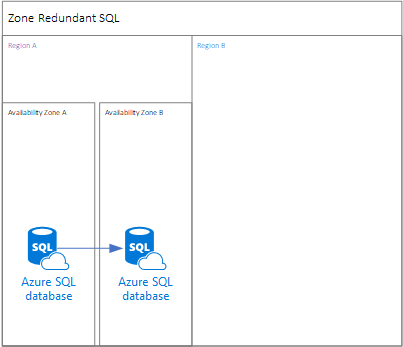 Zone Redundant SQL
Region A
Region B
Availability Zone A
Availability Zone B
SQL
SQL
Azure SQL
database
Azure SQL
database